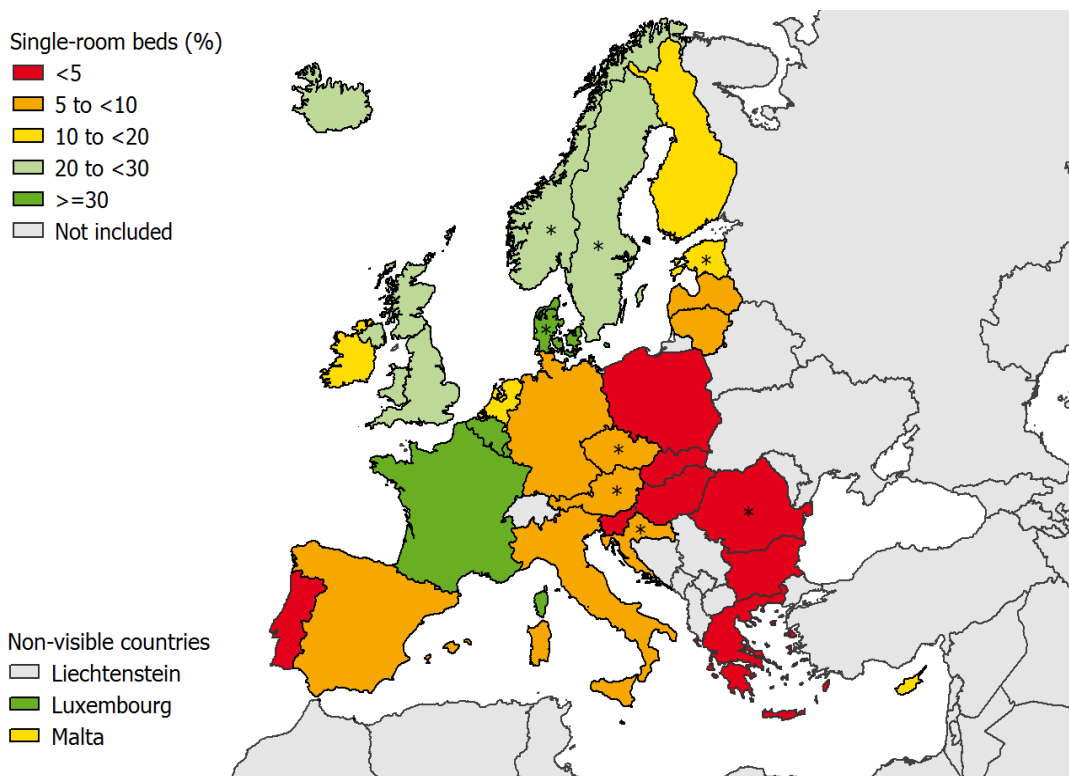 Single-room beds (%)
<5
5 to <10
10 to <20
20 to <30
>=30
Not included
*
*
*
*
*
*
*
*
Non-visible countries
Liechtenstein
Luxembourg
Malta